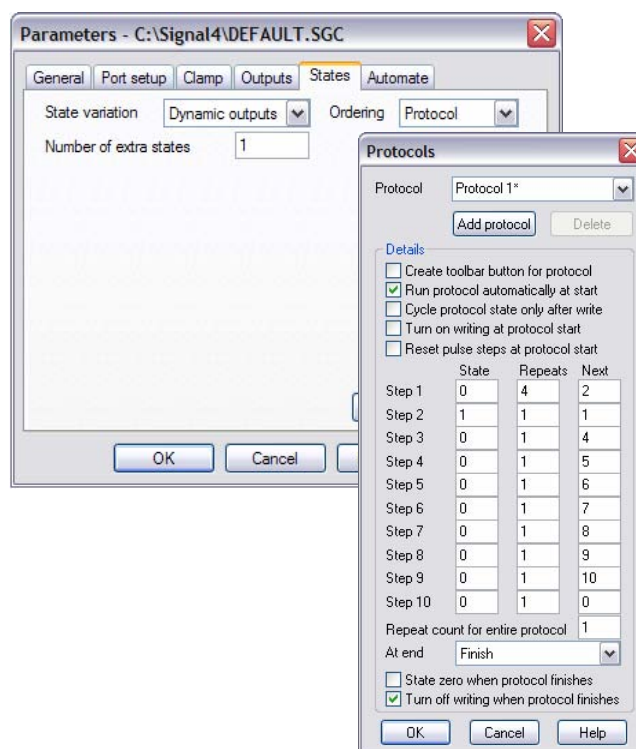 Parameters - C:\Signal4\DEFAULT.SGC
General Port setup Clamp Outputs States Automate
State variation Dynamic outputs Ordering Protocol
Number of extra states 1
OK Cancel
Protocols
Protocol Protocol 1*
Add protocol Delete
Details
Create toolbar button for protocol
Run protocol automatically at start
Cycle protocol state only after write
Turn on writing at protocol start
Reset pulse steps at protocol start
State Repeats Next
Step 1 0 4 2
Step 2 1 1 1
Step 3 0 1 4
Step 4 0 1 5
Step 5 0 1 6
Step 6 0 1 7
Step 7 0 1 8
Step 8 0 1 9
Step 9 0 1 10
Step 10 0 1 0
Repeat count for entire protocol 1
At end Finish
State zero when protocol finishes
Turn off writing when protocol finishes
OK Cancel Help